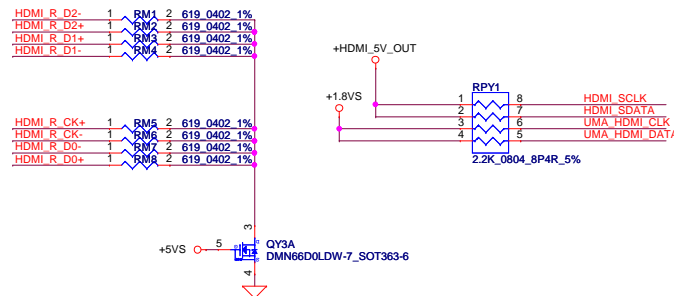 HDMI_R_D2- 1 RM1 2 619_0402_1%
HDMI_R_D2+ 1 RM2 2 619_0402_1%
HDMI_R_D1+ 1 RM3 2 619_0402_1%
HDMI_R_D1- 1 RM4 2 619_0402_1%
+HDMI_5V_OUT
+1.8VS
RPY1
1 8 HDMI_SCLK
2 7 HDMI_SDATA
3 6 UMA_HDMI_CLK
4 5 UMA_HDMI_DATA
2.2K_0804_8P4R_5%
HDMI_R_CK+ 1 RM5 2 619_0402_1%
HDMI_R_CK- 1 RM6 2 619_0402_1%
HDMI_R_D0- 1 RM7 2 619_0402_1%
HDMI_R_D0+ 1 RM8 2 619_0402_1%
3
+5VS 5 QY3A
DMN66D0LDW-7_SOT363-6
4